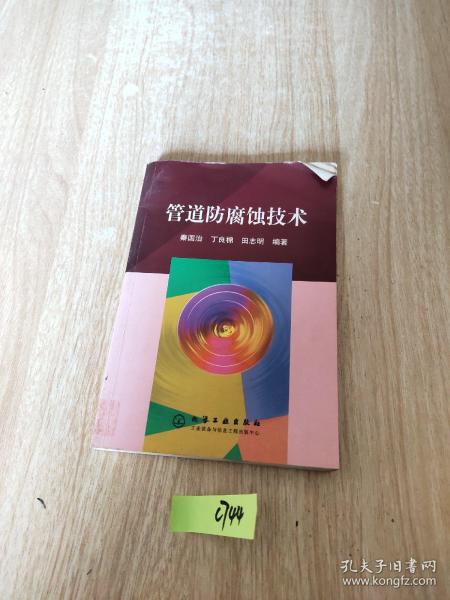 管道防腐蚀技术
秦国治 丁良棉 田志明 编著
化学工业出版社
工业装备与信息工程出版中心
C744
孔夫子旧书网
www.kongfz.com